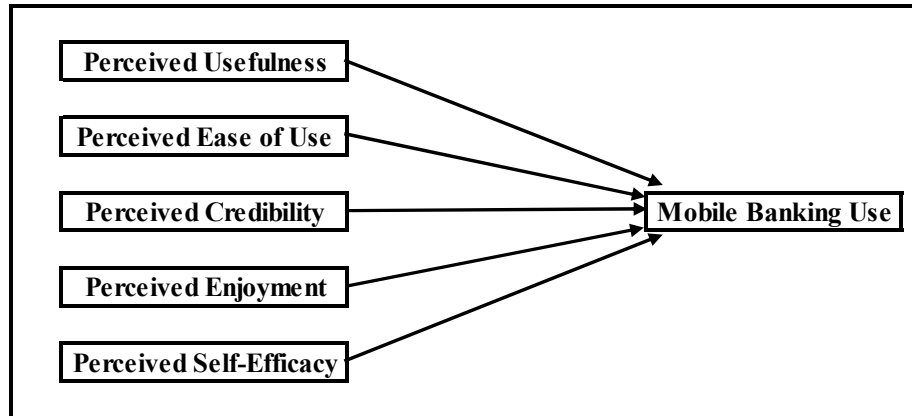 Perceived Usefulness
Perceived Ease of Use
Perceived Credibility
Mobile Banking Use
Perceived Enjoyment
Perceived Self-Efficacy